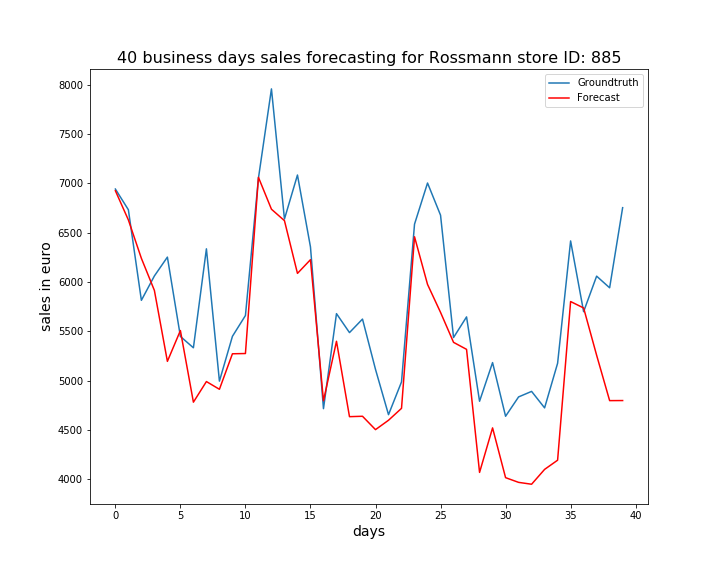 40 business days sales forecasting for Rossmann store ID: 885
Groundtruth
Forecast
8000
7500
7000
6500
6000
5500
5000
4500
4000
sales in euro
0 5 10 15 20 25 30 35 40
days